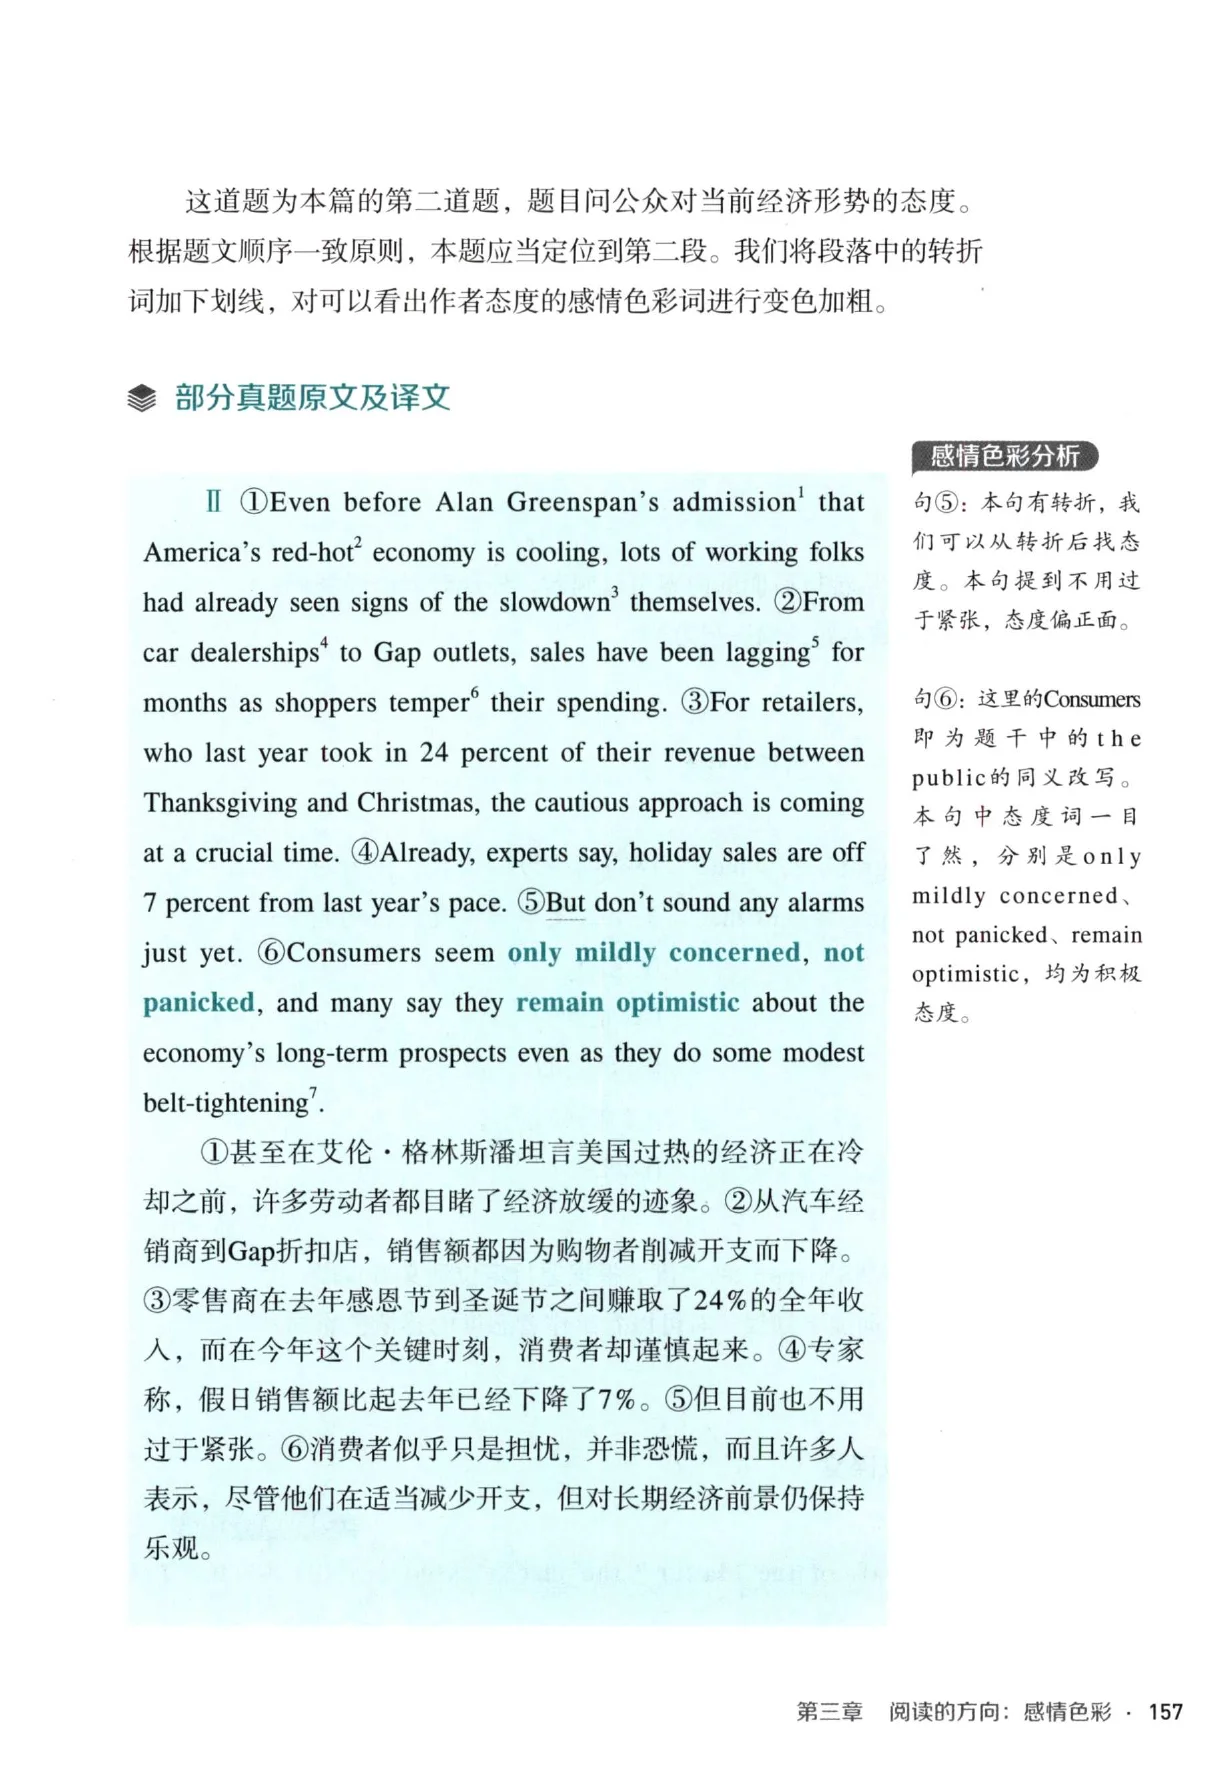 这道题为本篇的第二道题，题目问公众对当前经济形势的态度。
根据题文顺序一致原则，本题应当定位到第二段。我们将段落中的转折
词加下划线，对可以看出作者态度的感情色彩词进行变色加粗。
部分真题原文及译文
Ⅱ ①Even before Alan Greenspan's admission¹ that
America's red-hot² economy is cooling, lots of working folks
had already seen signs of the slowdown³ themselves. ②From
car dealerships⁴ to Gap outlets, sales have been lagging⁵ for
months as shoppers temper⁶ their spending. ③For retailers,
who last year took in 24 percent of their revenue between
Thanksgiving and Christmas, the cautious approach is coming
at a crucial time. ④Already, experts say, holiday sales are off
7 percent from last year's pace. ⑤But don't sound any alarms
just yet. ⑥Consumers seem only mildly concerned, not
panicked, and many say they remain optimistic about the
economy's long-term prospects even as they do some modest
belt-tightening⁷.
①甚至在艾伦·格林斯潘坦言美国过热的经济正在冷
却之前，许多劳动者都目睹了经济放缓的迹象。②从汽车经
销商到Gap折扣店，销售额都因为购物者削减开支而下降。
③零售商在去年感恩节到圣诞节之间赚取了24%的全年收
入，而在今年这个关键时刻，消费者却谨慎起来。④专家
称，假日销售额比起去年已经下降了7%。⑤但目前也不用
过于紧张。⑥消费者似乎只是担忧，并非恐慌，而且许多人
表示，尽管他们在适当减少开支，但对长期经济前景仍保持
乐观。
感情色彩分析
句⑤：本句有转折，我
们可以从转折后找态
度。本句提到不用过
于紧张，态度偏正面。
句⑥：这里的Consumers
即为题干中的the
public的同义改写。
本句中态度词一目
了然，分别是only
mildly concerned、
not panicked、remain
optimistic，均为积极
态度。
第三章 阅读的方向：感情色彩 · 157